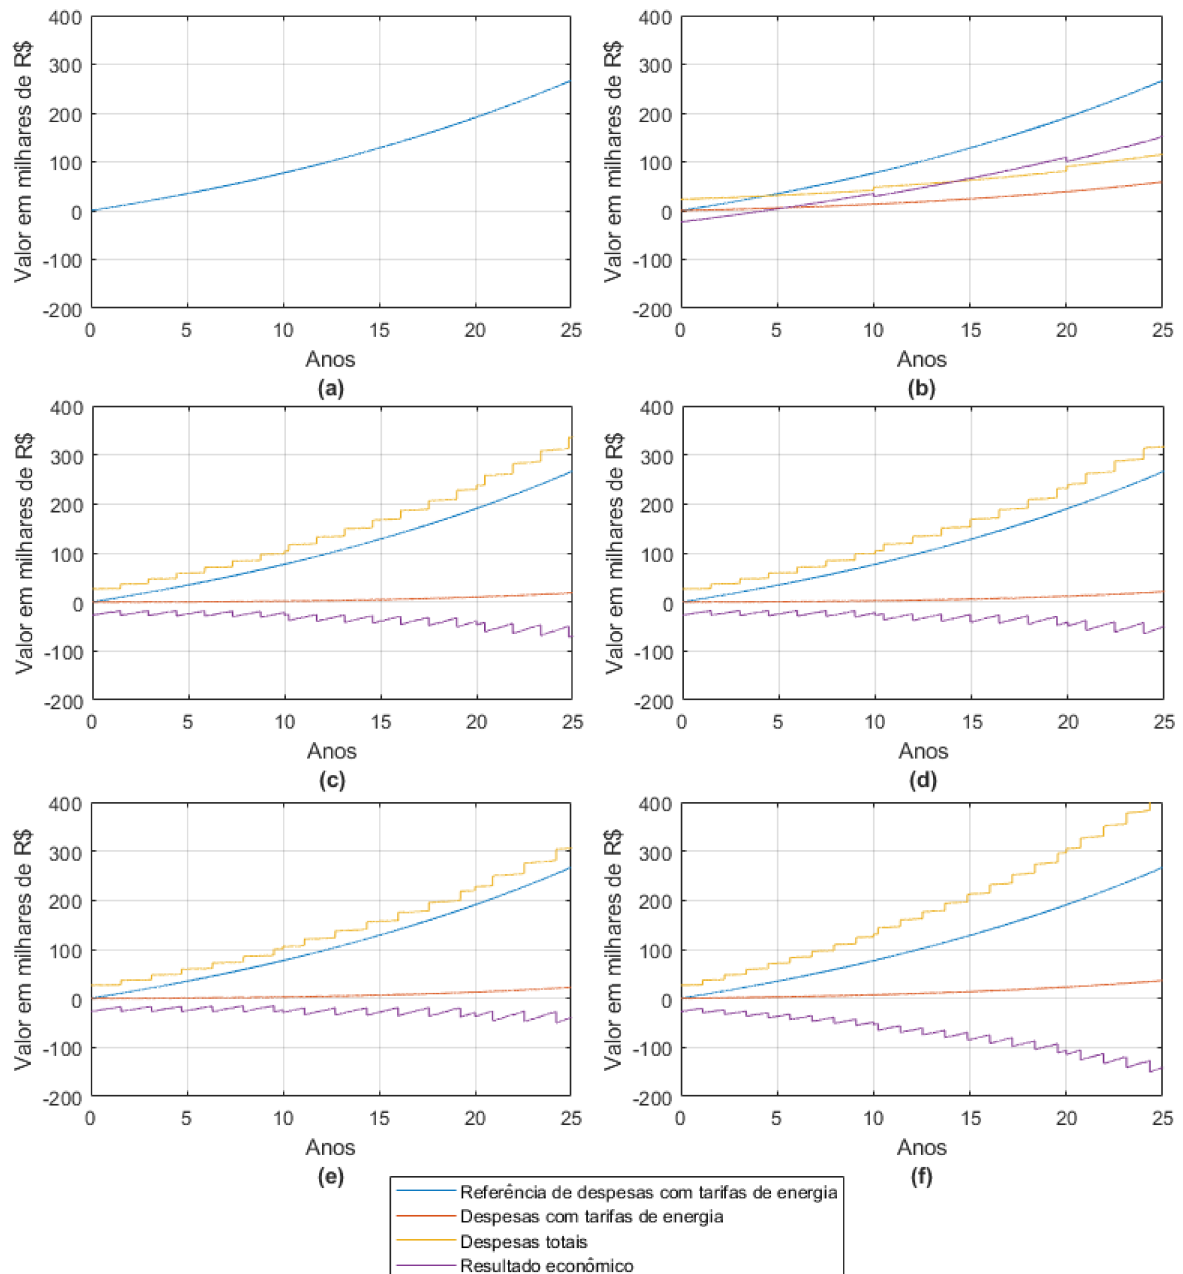 400
300
200
100
0
-100
-200
Valor em milhares de R$
0 5 10 15 20 25
Anos
(a)
400
300
200
100
0
-100
-200
Valor em milhares de R$
0 5 10 15 20 25
Anos
(b)
400
300
200
100
0
-100
-200
Valor em milhares de R$
0 5 10 15 20 25
Anos
(c)
400
300
200
100
0
-100
-200
Valor em milhares de R$
0 5 10 15 20 25
Anos
(d)
400
300
200
100
0
-100
-200
Valor em milhares de R$
0 5 10 15 20 25
Anos
(e)
400
300
200
100
0
-100
-200
Valor em milhares de R$
0 5 10 15 20 25
Anos
(f)
Referência de despesas com tarifas de energia
Despesas com tarifas de energia
Despesas totais
Resultado econômico